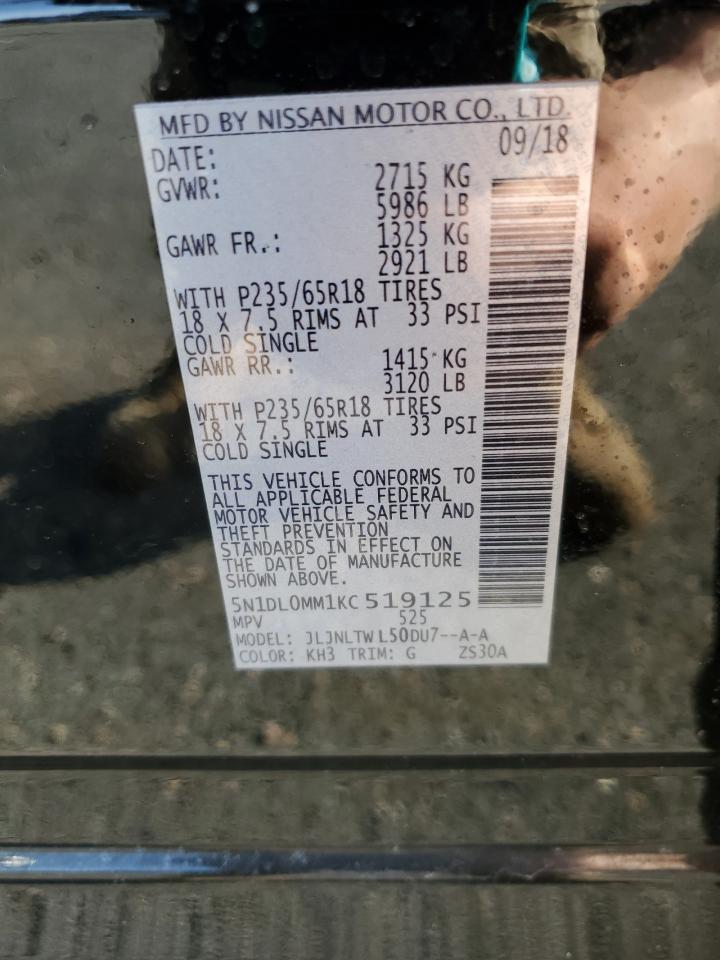 MFD BY NISSAN MOTOR CO., LTD.
DATE: 09/18
GVWR: 2715 KG
5986 LB
GAWR FR.: 1325 KG
2921 LB
WITH P235/65R18 TIRES
18 X 7.5 RIMS AT 33 PSI
COLD SINGLE
GAWR RR.: 1415 KG
3120 LB
WITH P235/65R18 TIRES
18 X 7.5 RIMS AT 33 PSI
COLD SINGLE
THIS VEHICLE CONFORMS TO
ALL APPLICABLE FEDERAL
MOTOR VEHICLE SAFETY AND
THEFT PREVENTION
STANDARDS IN EFFECT ON
THE DATE OF MANUFACTURE
SHOWN ABOVE.
5N1DL0MM1KC519125
MPV 525
MODEL: JLJNLTWL50DU7--A-A
COLOR: KH3 TRIM: G ZS30A